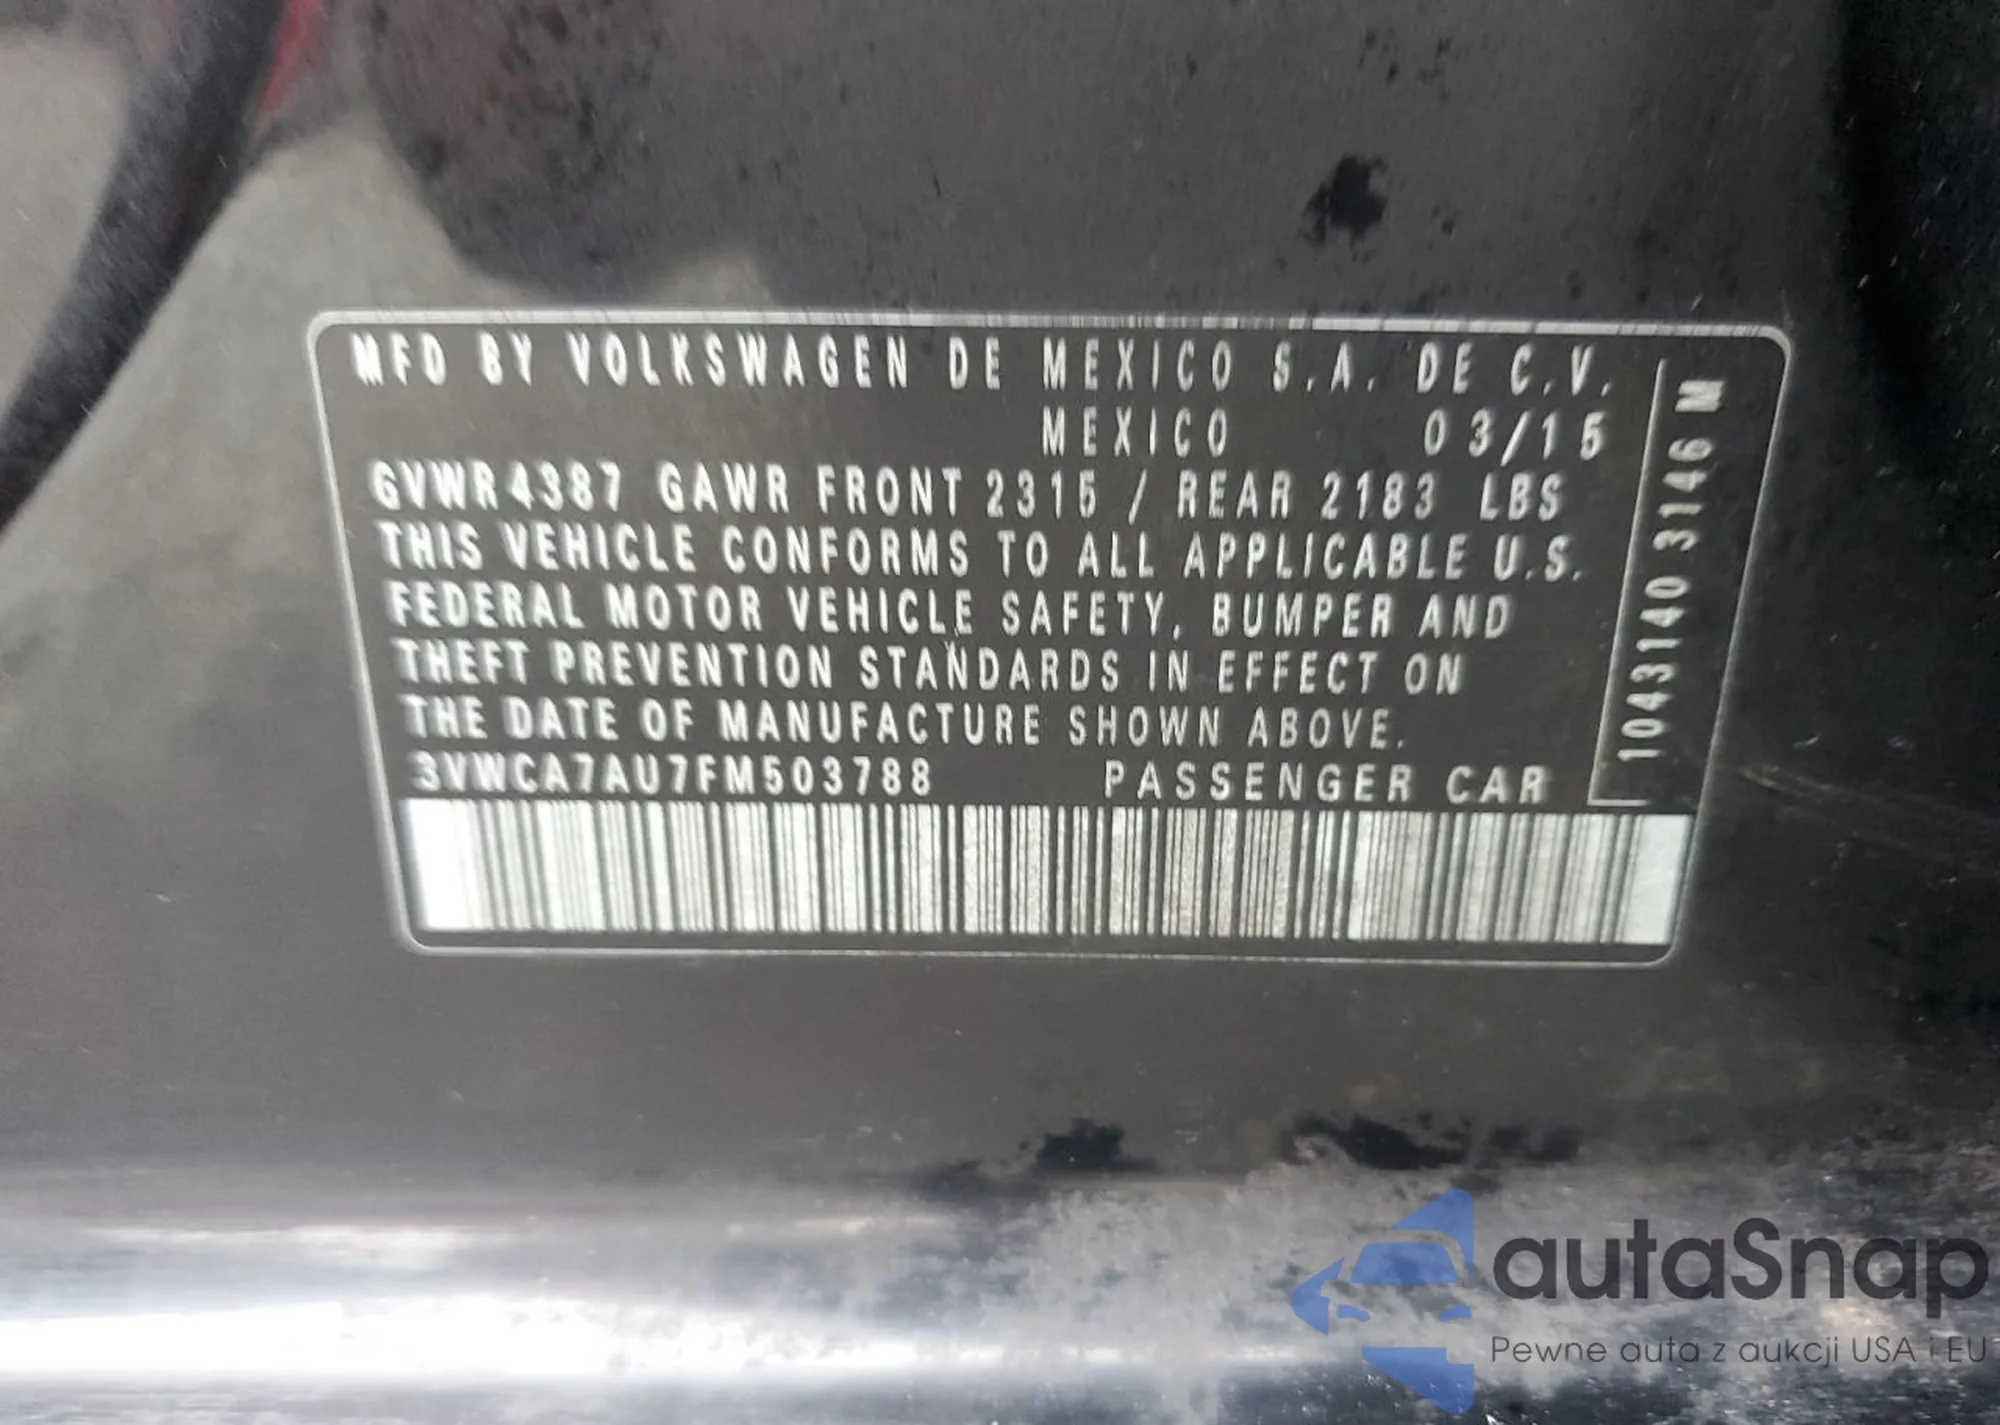 MFD BY VOLKSWAGEN DE MEXICO S.A. DE C.V.
MEXICO 03/15
GVWR4387 GAWR FRONT 2315 / REAR 2183 LBS
THIS VEHICLE CONFORMS TO ALL APPLICABLE U.S.
FEDERAL MOTOR VEHICLE SAFETY, BUMPER AND
THEFT PREVENTION STANDARDS IN EFFECT ON
THE DATE OF MANUFACTURE SHOWN ABOVE.
3VWCA7AU7FM503788 PASSENGER CAR
1043140 3146 M
autaSnap
Pewne auta z aukcji USA i EU